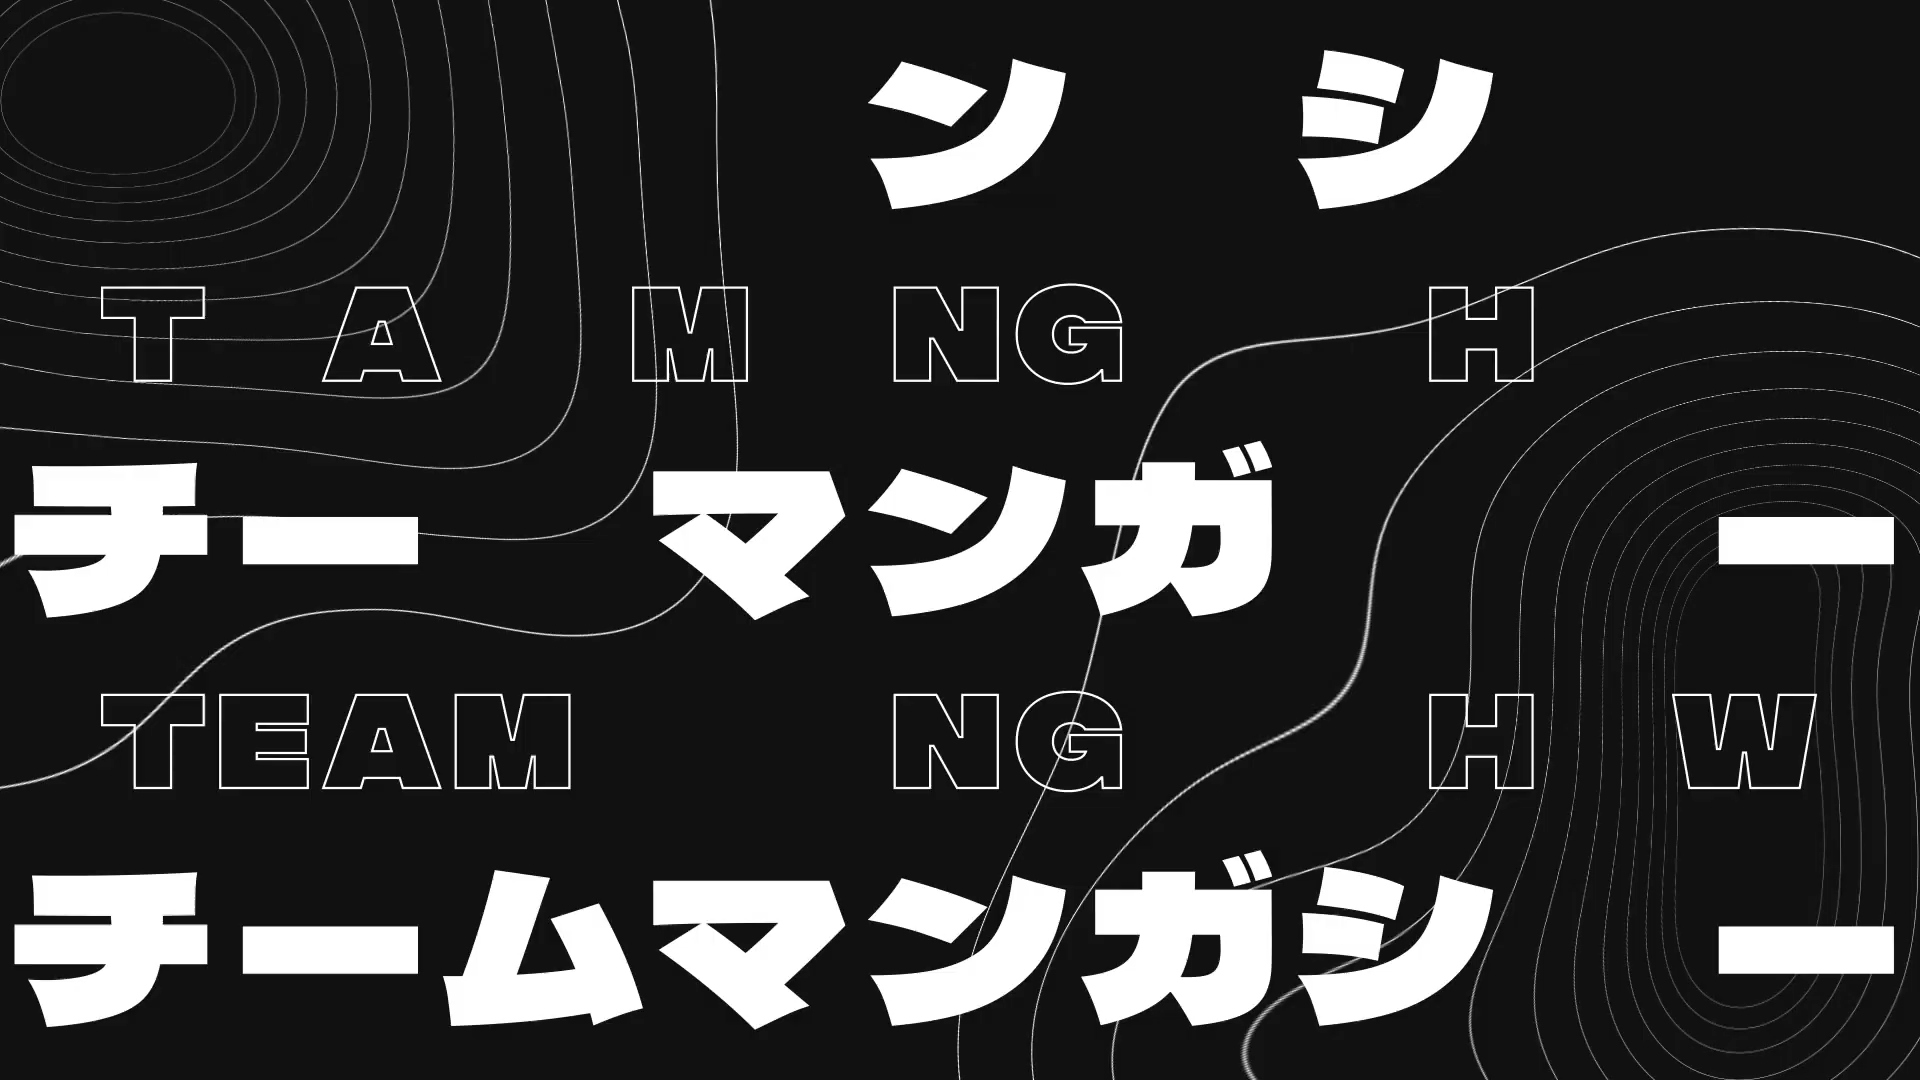 ン シ
T A M NG H
チー マンガ ー
TEAM NG H W
チームマンガシ ー